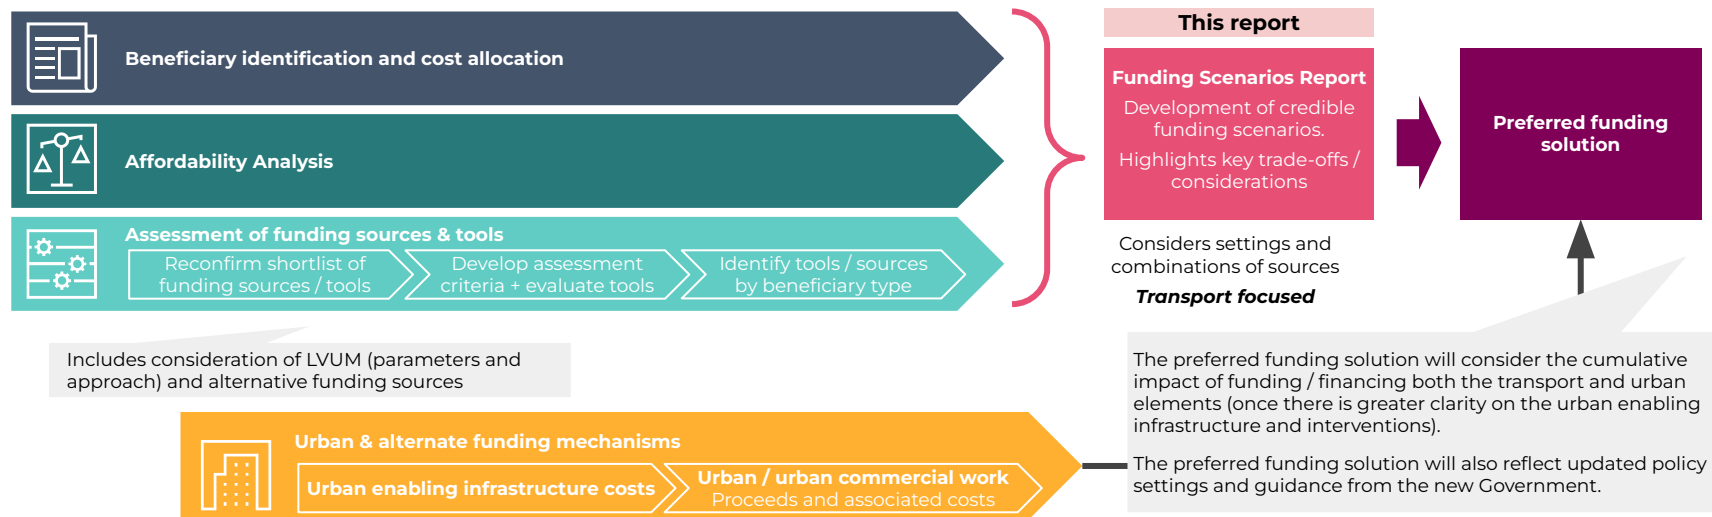 Beneficiary identification and cost allocation
Affordability Analysis
Assessment of funding sources & tools
Reconfirm shortlist of
funding sources / tools
Develop assessment
criteria + evaluate tools
Identify tools / sources
by beneficiary type
Includes consideration of LVUM (parameters and
approach) and alternative funding sources
This report
Funding Scenarios Report
Development of credible
funding scenarios.
Highlights key trade-offs /
considerations
Considers settings and
combinations of sources
Transport focused
Preferred funding
solution
Urban & alternate funding mechanisms
Urban enabling infrastructure costs
Urban / urban commercial work
Proceeds and associated costs
The preferred funding solution will consider the cumulative
impact of funding / financing both the transport and urban
elements (once there is greater clarity on the urban enabling
infrastructure and interventions).
The preferred funding solution will also reflect updated policy
settings and guidance from the new Government.